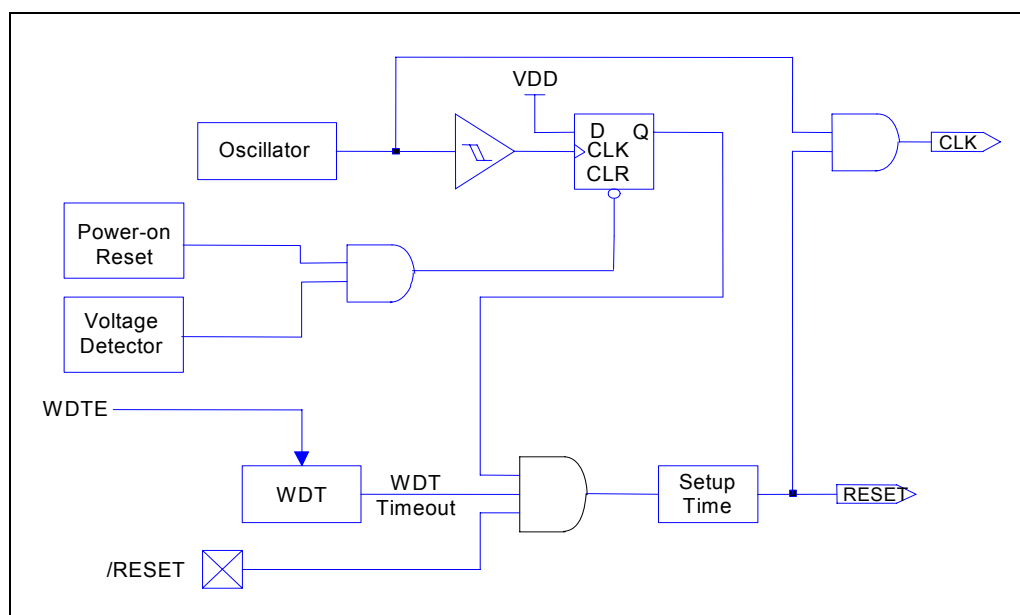 VDD
D Q
CLK
CLR
Oscillator
CLK
Power-on
Reset
Voltage
Detector
WDTE
WDT
WDT
Timeout
Setup
Time
RESET
/RESET